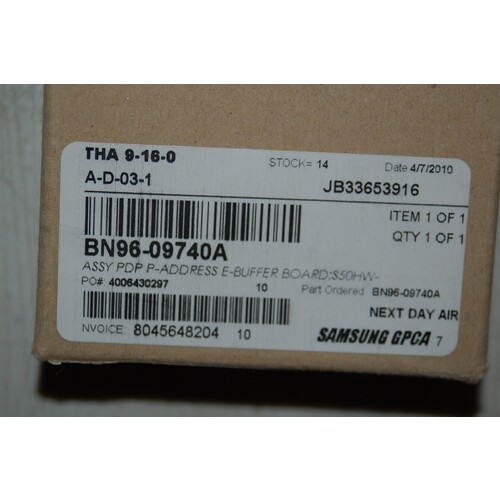 THA 9-16-0 STOCK= 14 Date 4/7/2010
A-D-03-1 JB33653916
ITEM 1 OF 1
QTY 1 OF 1
BN96-09740A
ASSY PDP P-ADDRESS E-BUFFER BOARD;S50HW-
PO#: 4006430297 10 Part Ordered BN96-09740A
NEXT DAY AIR
NVOICE 8045648204 10 SAMSUNG GPCA 7